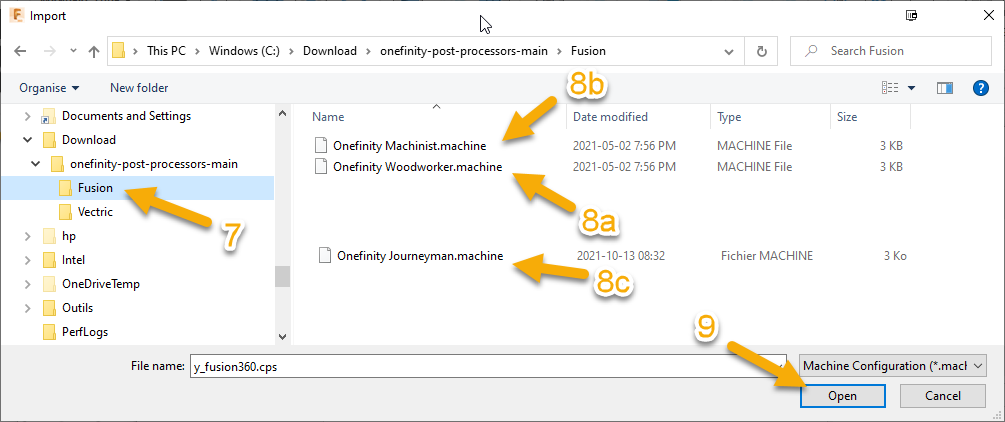 Import
This PC > Windows (C:) > Download > onefinity-post-processors-main > Fusion
Search Fusion
Organise
New folder
8b
Documents and Settings
Download
onefinity-post-processors-main
Fusion
Vectric
hp
Intel
OneDriveTemp
Outils
PerfLogs
7
Name Date modified Type Size
Onefinity Machinist.machine 2021-05-02 7:56 PM MACHINE File 3 KB
Onefinity Woodworker.machine 2021-05-02 7:56 PM MACHINE File 3 KB
8a
Onefinity Journeyman.machine 2021-10-13 08:32 Fichier MACHINE 3 Ko
8c
9
File name: y_fusion360.cps
Machine Configuration (*.mach
Open
Cancel